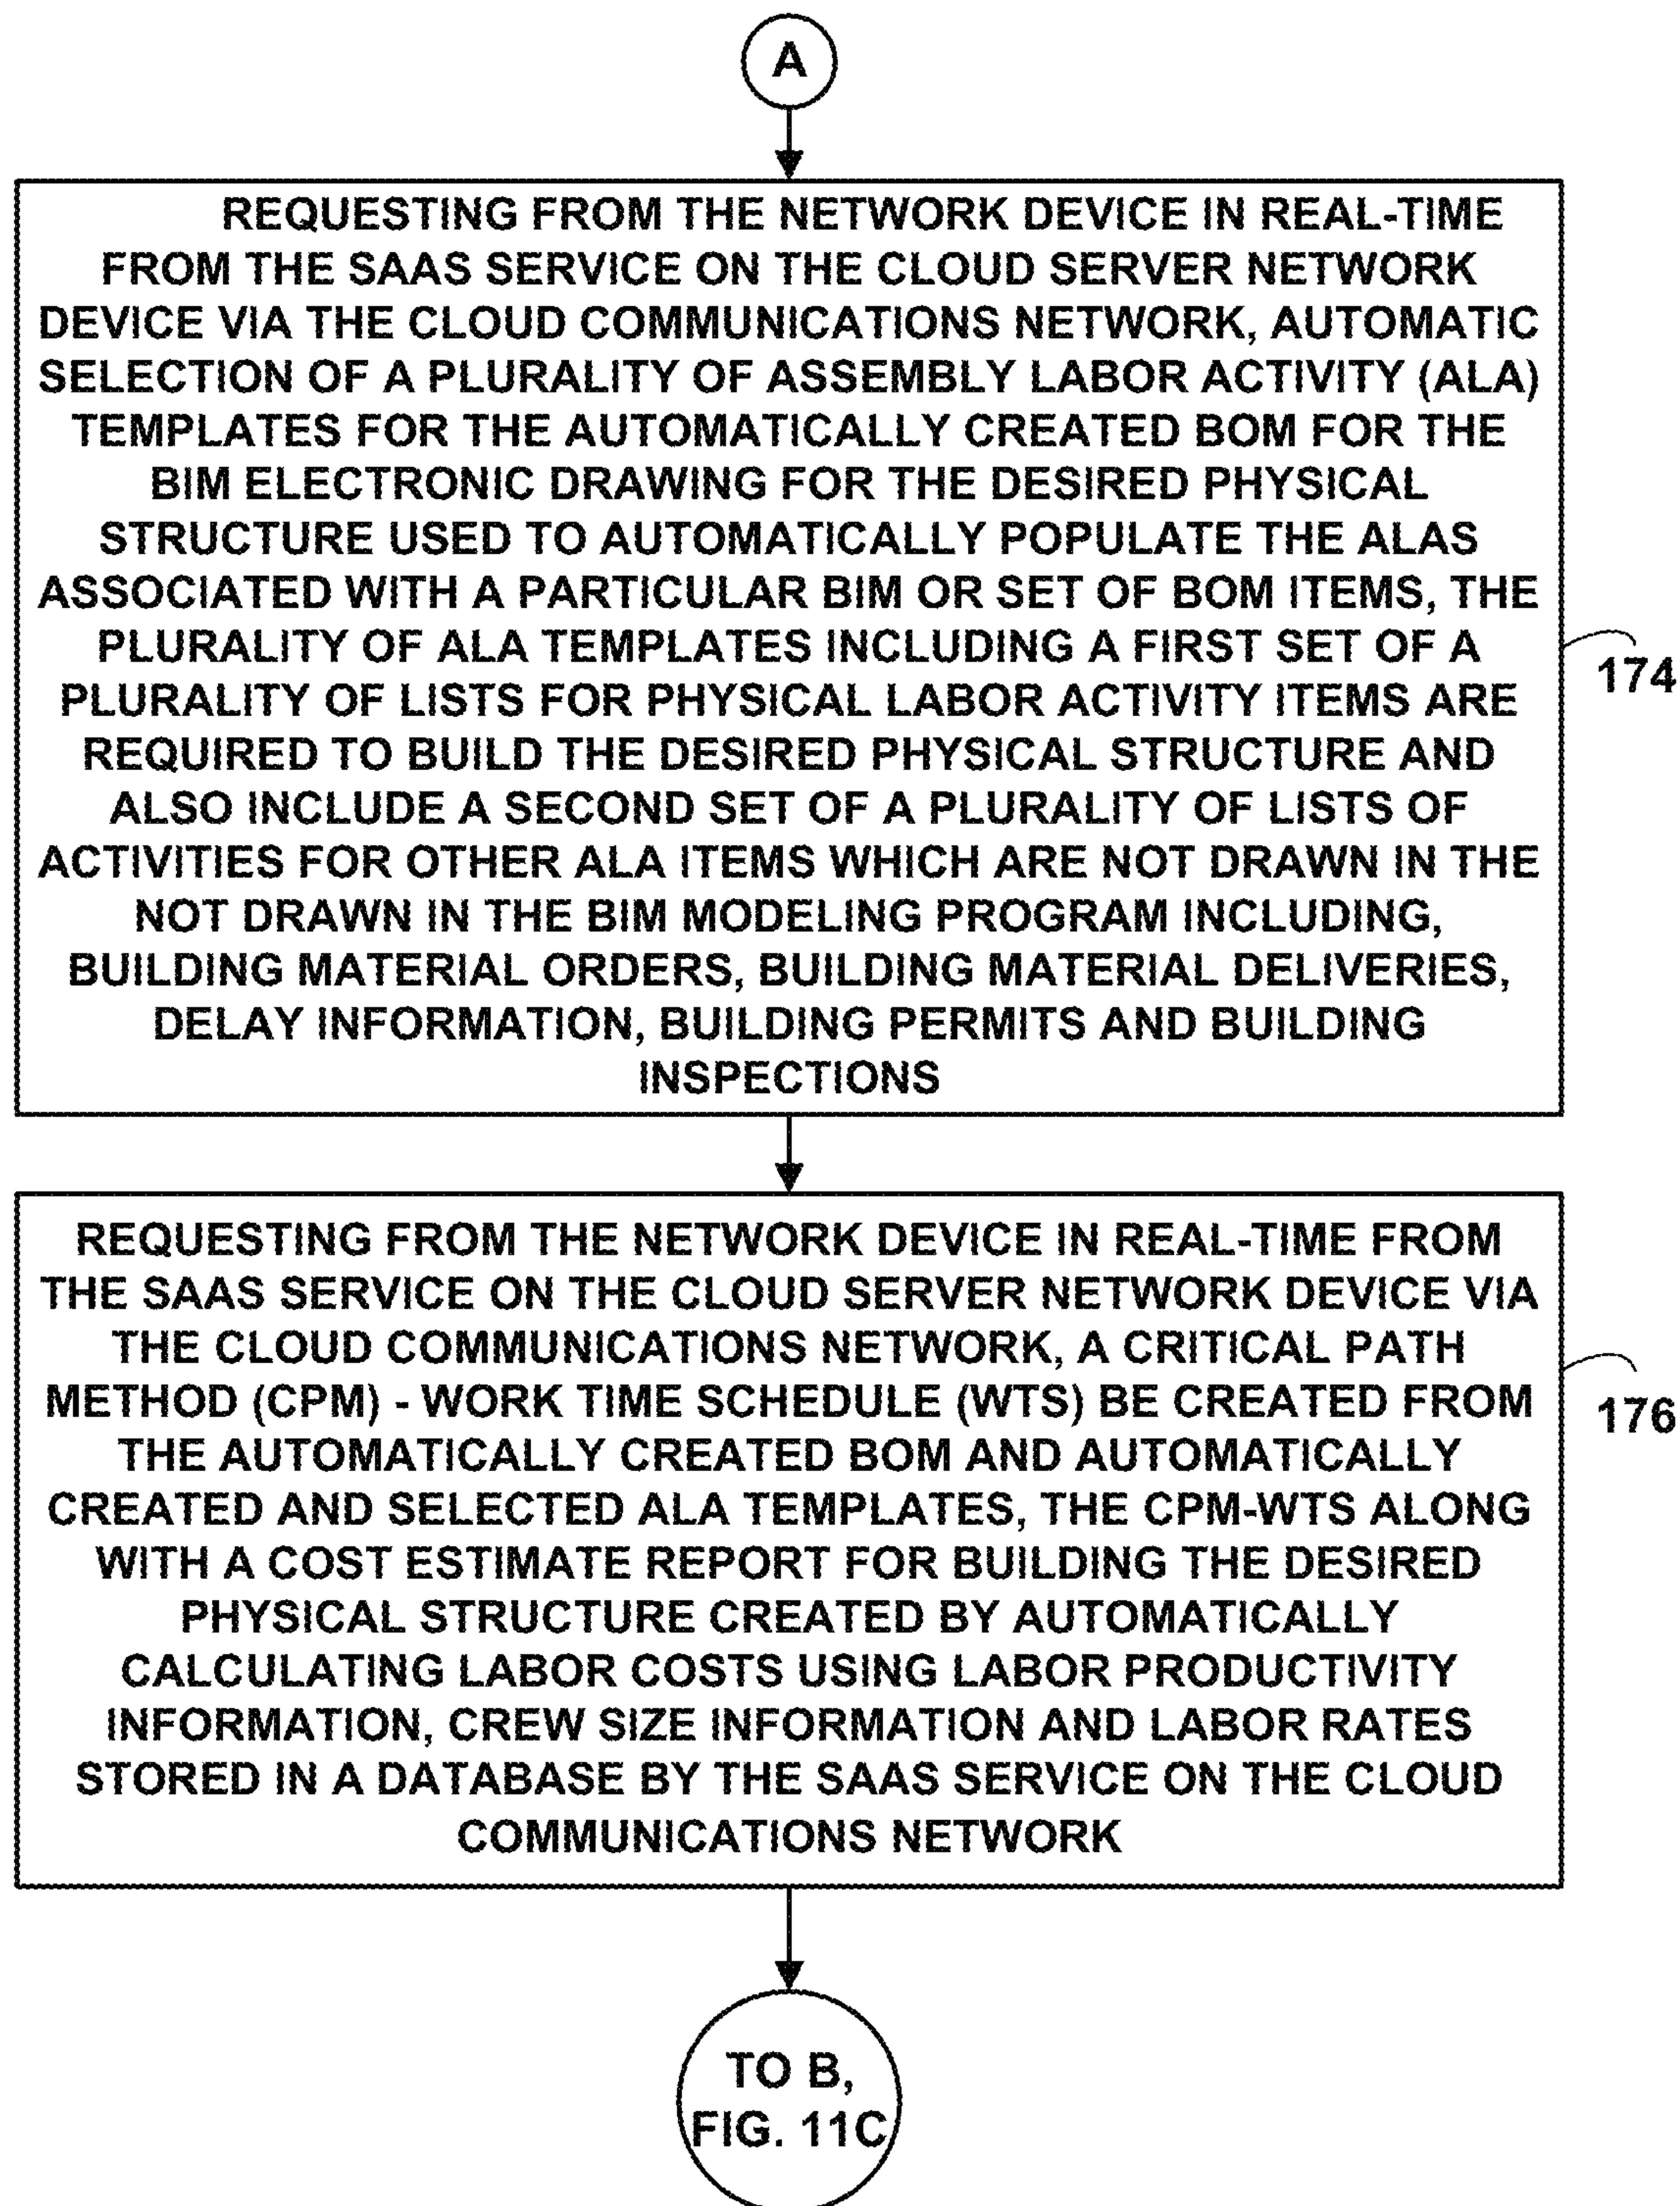 A
REQUESTING FROM THE NETWORK DEVICE IN REAL-TIME
FROM THE SAAS SERVICE ON THE CLOUD SERVER NETWORK
DEVICE VIA THE CLOUD COMMUNICATIONS NETWORK, AUTOMATIC
SELECTION OF A PLURALITY OF ASSEMBLY LABOR ACTIVITY (ALA)
TEMPLATES FOR THE AUTOMATICALLY CREATED BOM FOR THE
BIM ELECTRONIC DRAWING FOR THE DESIRED PHYSICAL
STRUCTURE USED TO AUTOMATICALLY POPULATE THE ALAS
ASSOCIATED WITH A PARTICULAR BIM OR SET OF BOM ITEMS, THE
PLURALITY OF ALA TEMPLATES INCLUDING A FIRST SET OF A
PLURALITY OF LISTS FOR PHYSICAL LABOR ACTIVITY ITEMS ARE
REQUIRED TO BUILD THE DESIRED PHYSICAL STRUCTURE AND
ALSO INCLUDE A SECOND SET OF A PLURALITY OF LISTS OF
ACTIVITIES FOR OTHER ALA ITEMS WHICH ARE NOT DRAWN IN THE
NOT DRAWN IN THE BIM MODELING PROGRAM INCLUDING,
BUILDING MATERIAL ORDERS, BUILDING MATERIAL DELIVERIES,
DELAY INFORMATION, BUILDING PERMITS AND BUILDING
INSPECTIONS
174
REQUESTING FROM THE NETWORK DEVICE IN REAL-TIME FROM
THE SAAS SERVICE ON THE CLOUD SERVER NETWORK DEVICE VIA
THE CLOUD COMMUNICATIONS NETWORK, A CRITICAL PATH
METHOD (CPM) - WORK TIME SCHEDULE (WTS) BE CREATED FROM
THE AUTOMATICALLY CREATED BOM AND AUTOMATICALLY
CREATED AND SELECTED ALA TEMPLATES, THE CPM-WTS ALONG
WITH A COST ESTIMATE REPORT FOR BUILDING THE DESIRED
PHYSICAL STRUCTURE CREATED BY AUTOMATICALLY
CALCULATING LABOR COSTS USING LABOR PRODUCTIVITY
INFORMATION, CREW SIZE INFORMATION AND LABOR RATES
STORED IN A DATABASE BY THE SAAS SERVICE ON THE CLOUD
COMMUNICATIONS NETWORK
176
TO B,
FIG. 11C